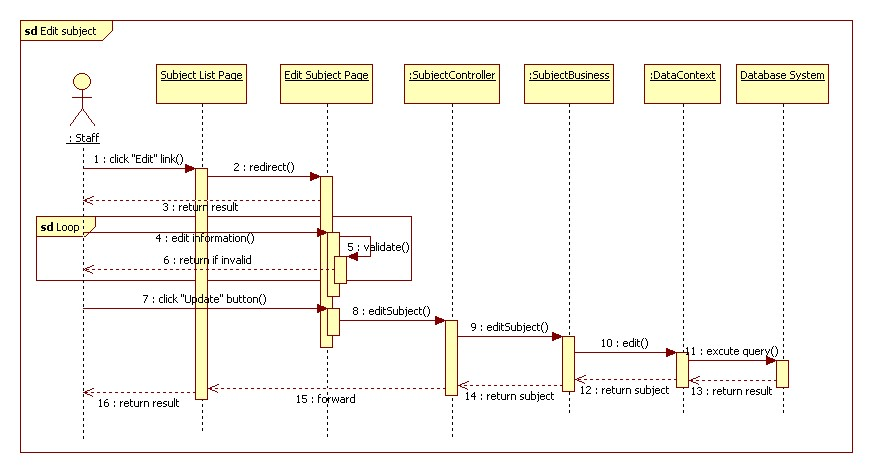 sd Edit subject
Subject List Page
Edit Subject Page
:SubjectController
:SubjectBusiness
:DataContext
Database System
: Staff
1 : click "Edit" link()
2 : redirect()
3 : return result
sd Loop
4 : edit information()
5 : validate()
6 : return if invalid
7 : click "Update" button()
8 : editSubject()
9 : editSubject()
10 : edit()
11 : excute query()
12 : return subject
13 : return result
14 : return subject
15 : forward
16 : return result